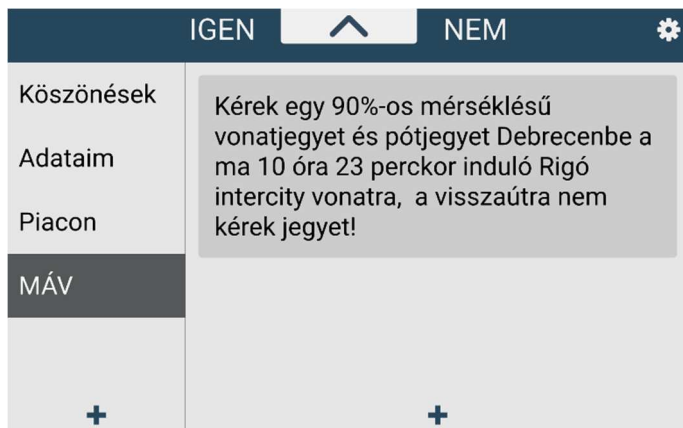 IGEN
NEM
Köszönések
Adataim
Piacon
MÁV
Kérek egy 90%-os mérséklésű
vonatjegyet és pótjegyet Debrecenbe a
ma 10 óra 23 perckor induló Rigó
intercity vonatra,  a visszaútra nem
kérek jegyet!
+
+